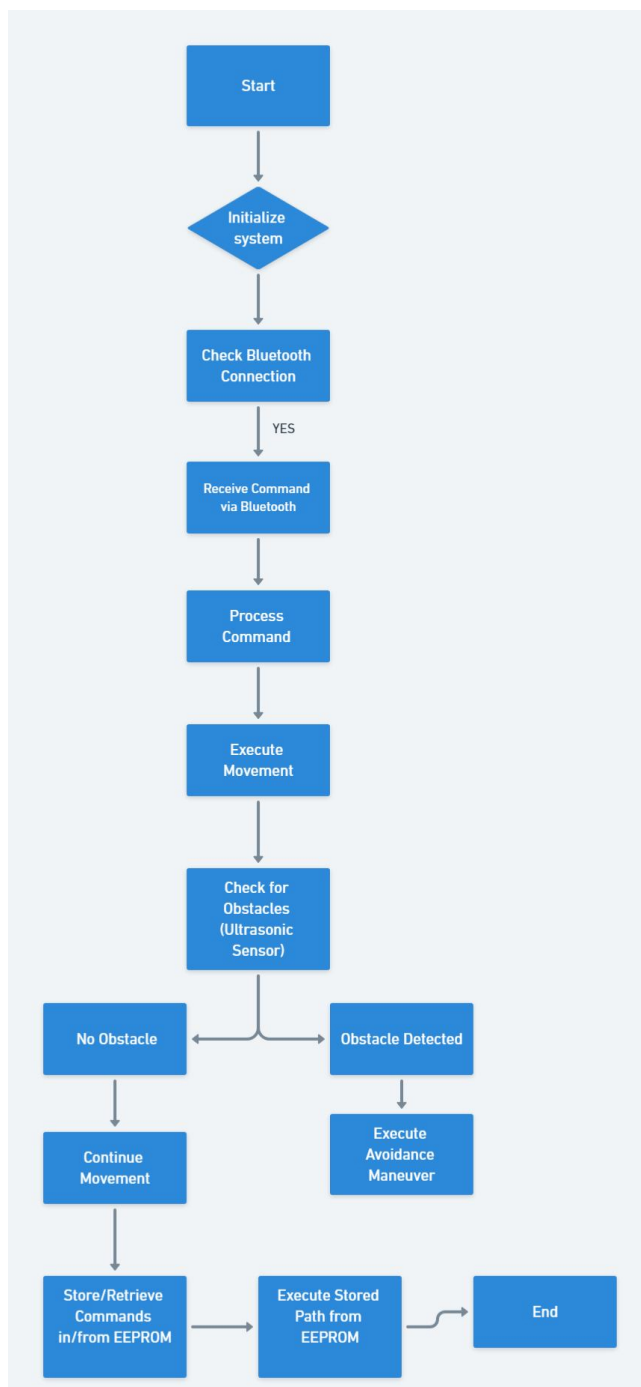 Start
Initialize
system
Check Bluetooth
Connection
YES
Receive Command
via Bluetooth
Process
Command
Execute
Movement
Check for
Obstacles
(Ultrasonic
Sensor)
No Obstacle
Obstacle Detected
Continue
Movement
Execute
Avoidance
Maneuver
Store/Retrieve
Commands
in/from EEPROM
Execute Stored
Path from
EEPROM
End